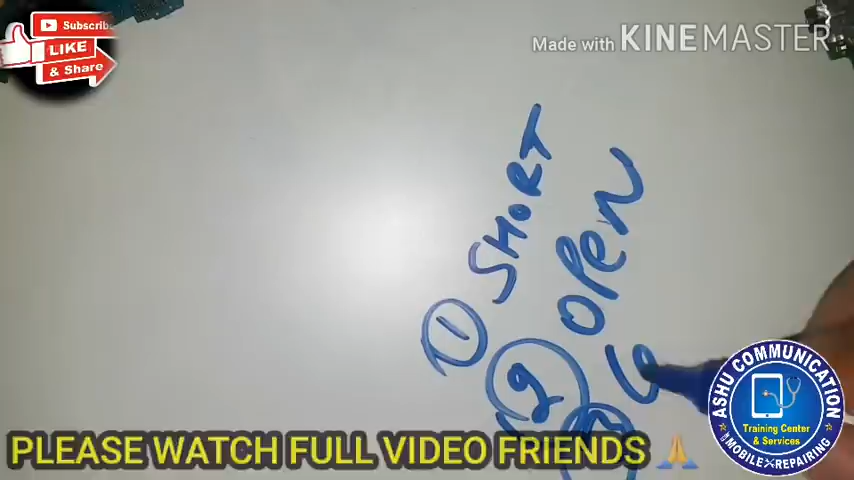 Subscribe
LIKE
& Share
Made with KINEMASTER
1 SHORT
2 OPEN
3
PLEASE WATCH FULL VIDEO FRIENDS 🙏
ASHU COMMUNICATION
Training Center
& Services
MOBILE REPAIRING